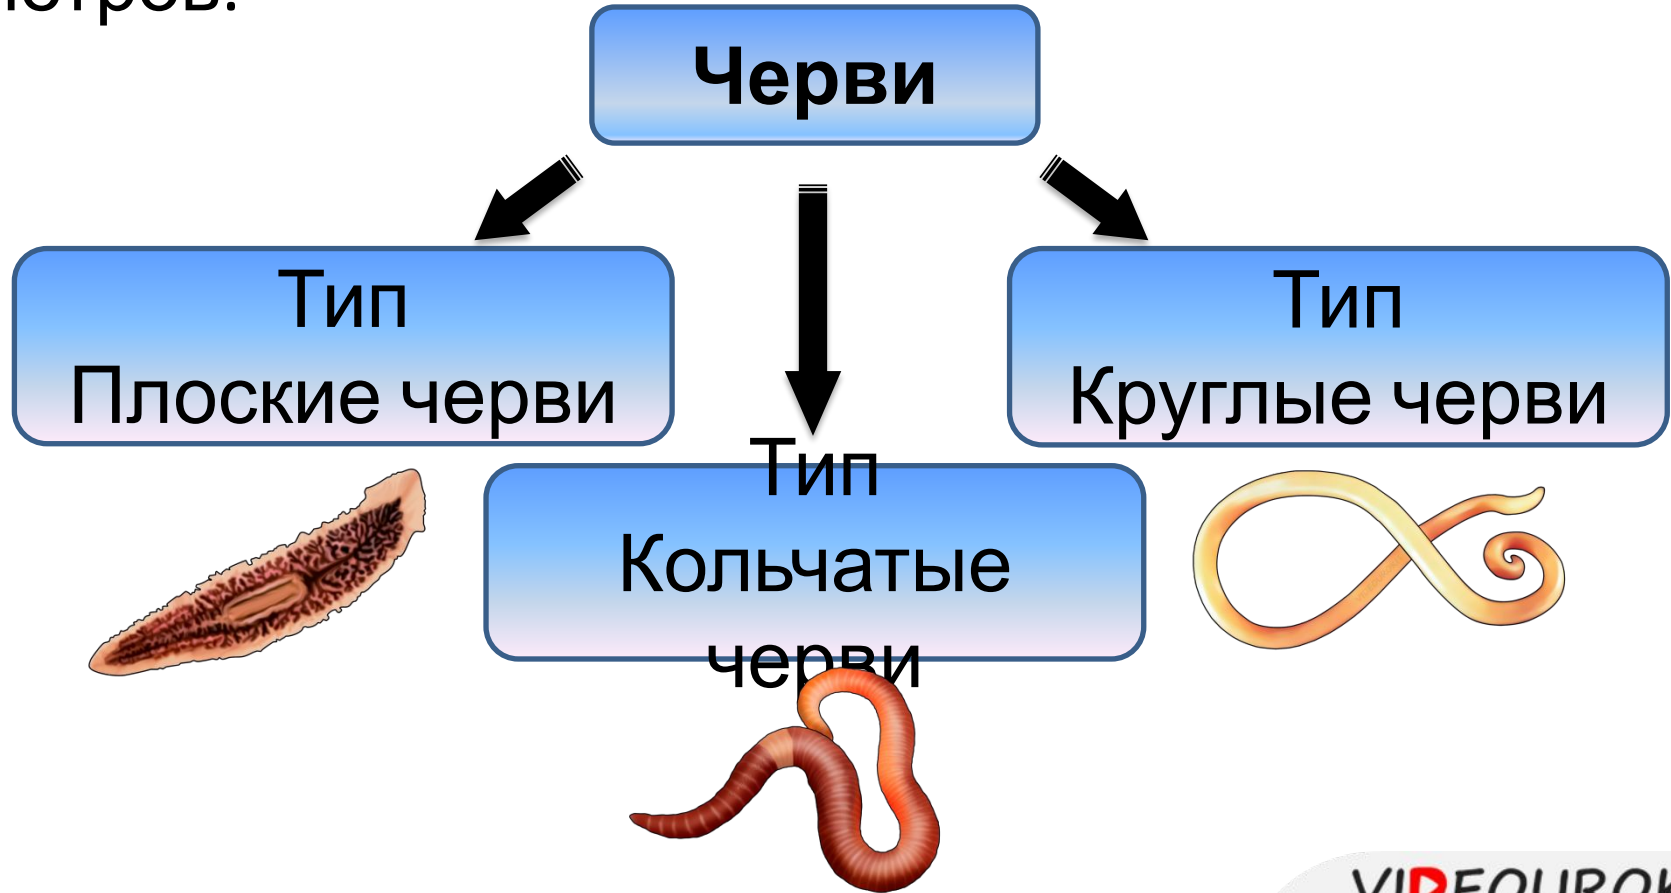 Черви
Тип
Плоские черви
Тип
Круглые черви
Тип
Кольчатые
черви